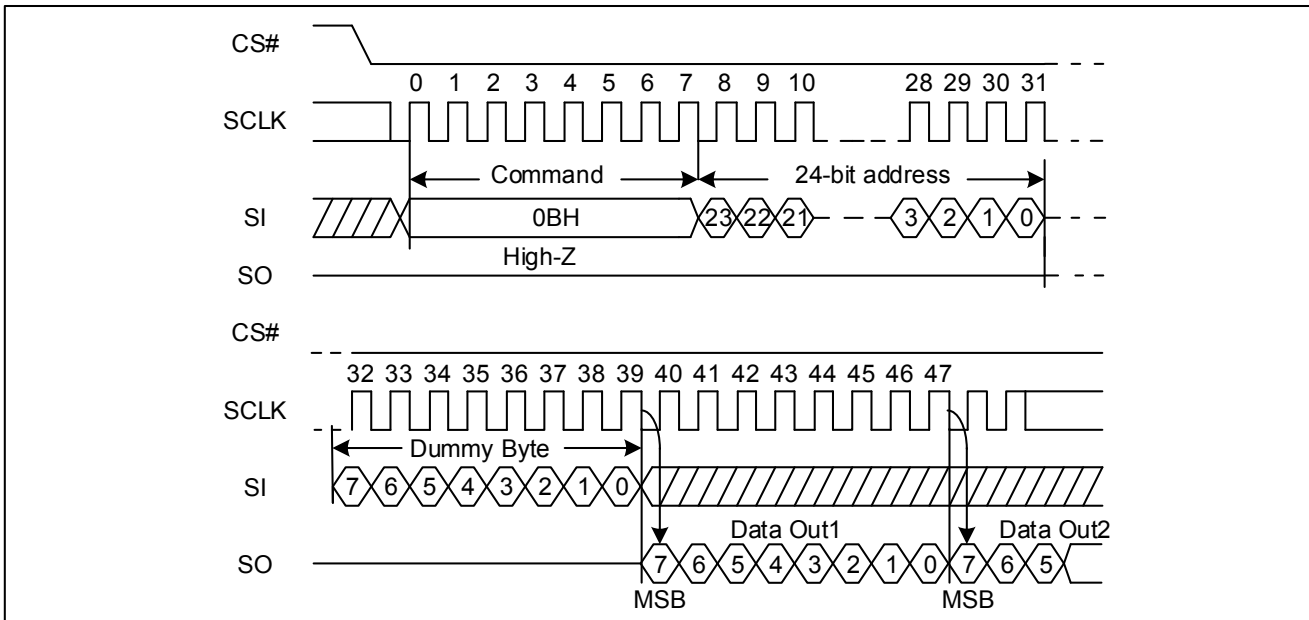 CS#
0 1 2 3 4 5 6 7 8 9 10 28 29 30 31
SCLK
Command 24-bit address
SI 0BH 23 22 21 3 2 1 0
High-Z
SO
CS#
32 33 34 35 36 37 38 39 40 41 42 43 44 45 46 47
SCLK
Dummy Byte
SI 7 6 5 4 3 2 1 0
Data Out1 Data Out2
SO 7 6 5 4 3 2 1 0 7 6 5
MSB MSB